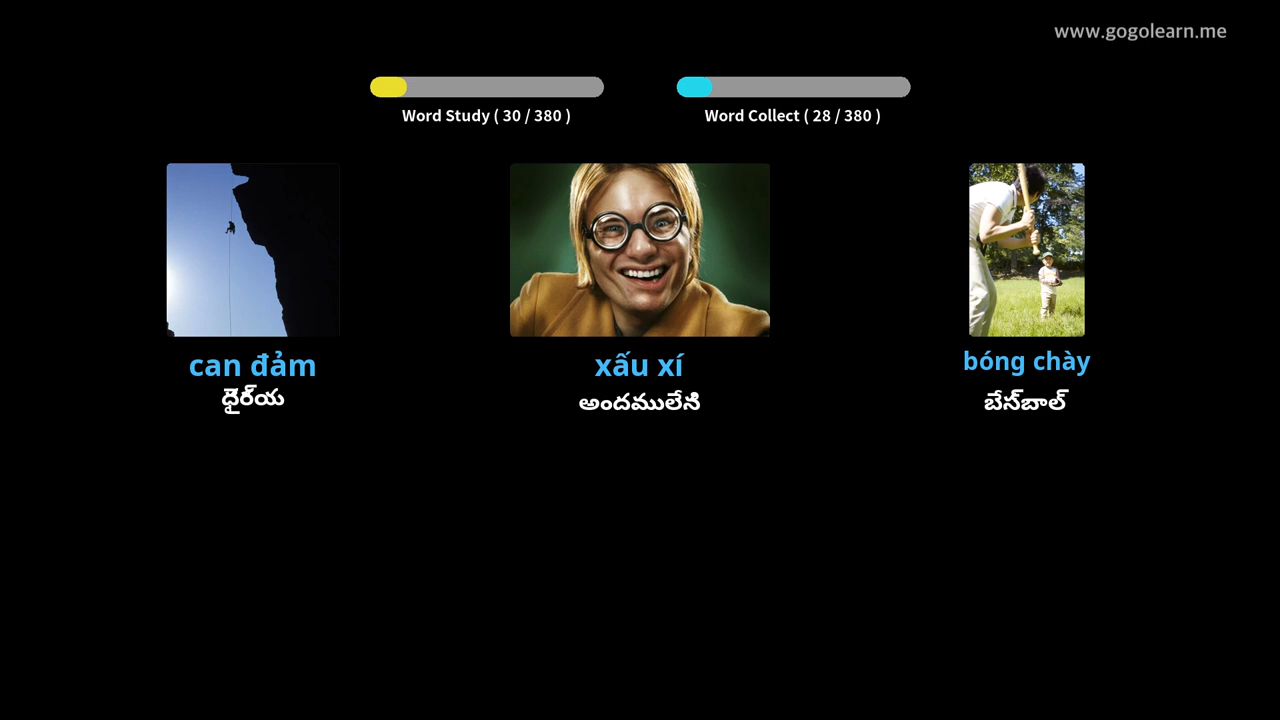 www.gogolearn.me
Word Study ( 30 / 380 )
Word Collect ( 28 / 380 )
can đảm
ధైర్య
xấu xí
అందములేని
bóng chày
బేస్‌బాల్